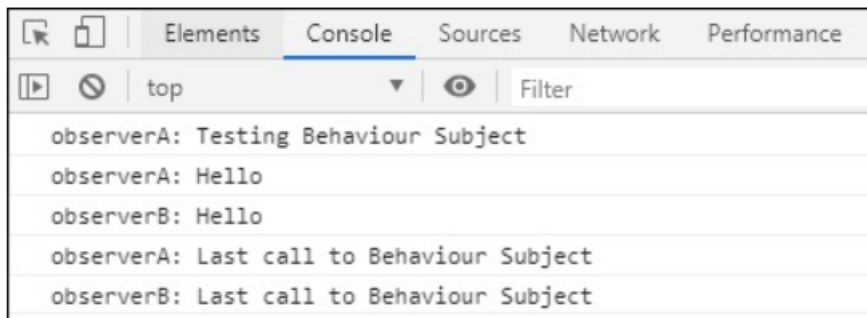 Elements Console Sources Network Performance
top Filter
observerA: Testing Behaviour Subject
observerA: Hello
observerB: Hello
observerA: Last call to Behaviour Subject
observerB: Last call to Behaviour Subject